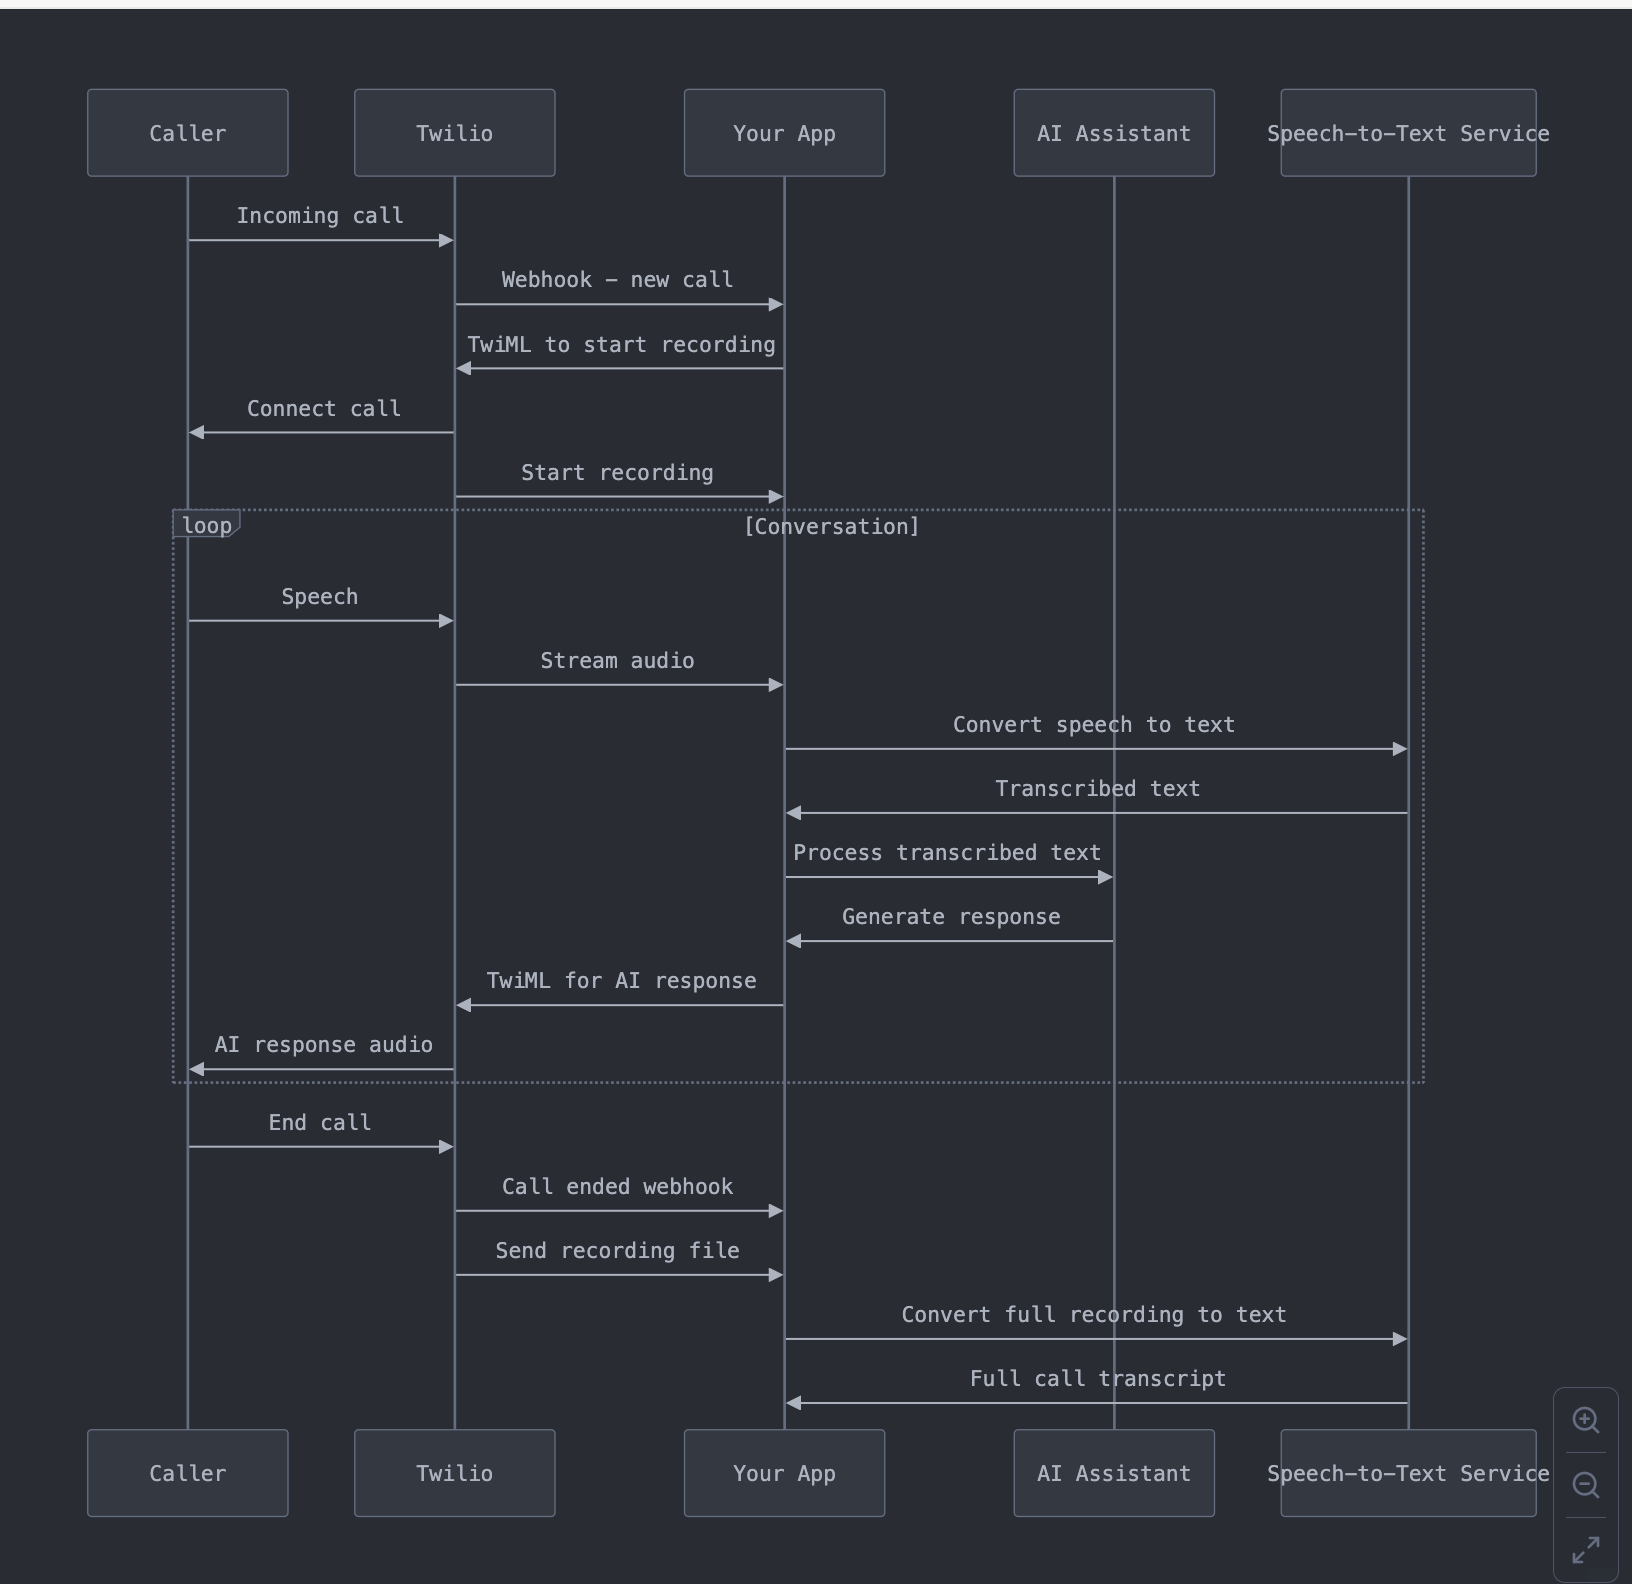 Caller
Twilio
Your App
AI Assistant
Speech-to-Text Service
Incoming call
Webhook - new call
TwiML to start recording
Connect call
Start recording
loop
[Conversation]
Speech
Stream audio
Convert speech to text
Transcribed text
Process transcribed text
Generate response
TwiML for AI response
AI response audio
End call
Call ended webhook
Send recording file
Convert full recording to text
Full call transcript
Caller
Twilio
Your App
AI Assistant
Speech-to-Text Service